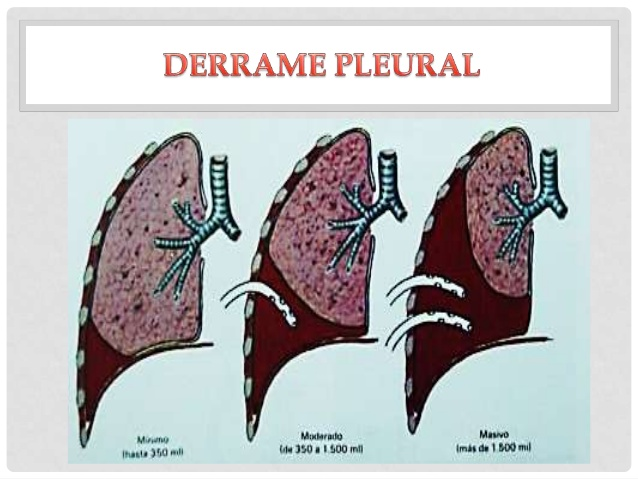 DERRAME PLEURAL
Mínimo
(hasta 350 ml)
Moderado
(de 350 a 1.500 ml)
Masivo
(más de 1.500 ml)